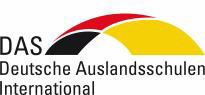 DAS
Deutsche Auslandsschulen
International